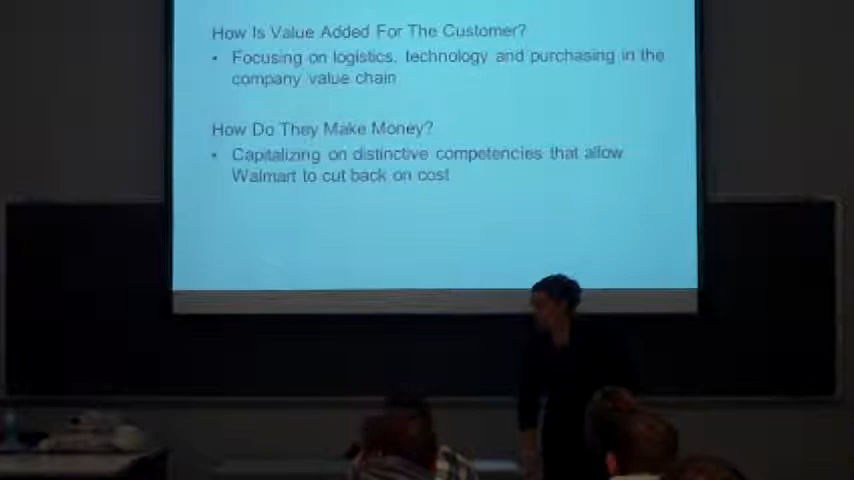 How Is Value Added For The Customer?
• Focusing on logistics, technology and purchasing in the
company value chain
How Do They Make Money?
• Capitalizing on distinctive competencies that allow
Walmart to cut back on cost